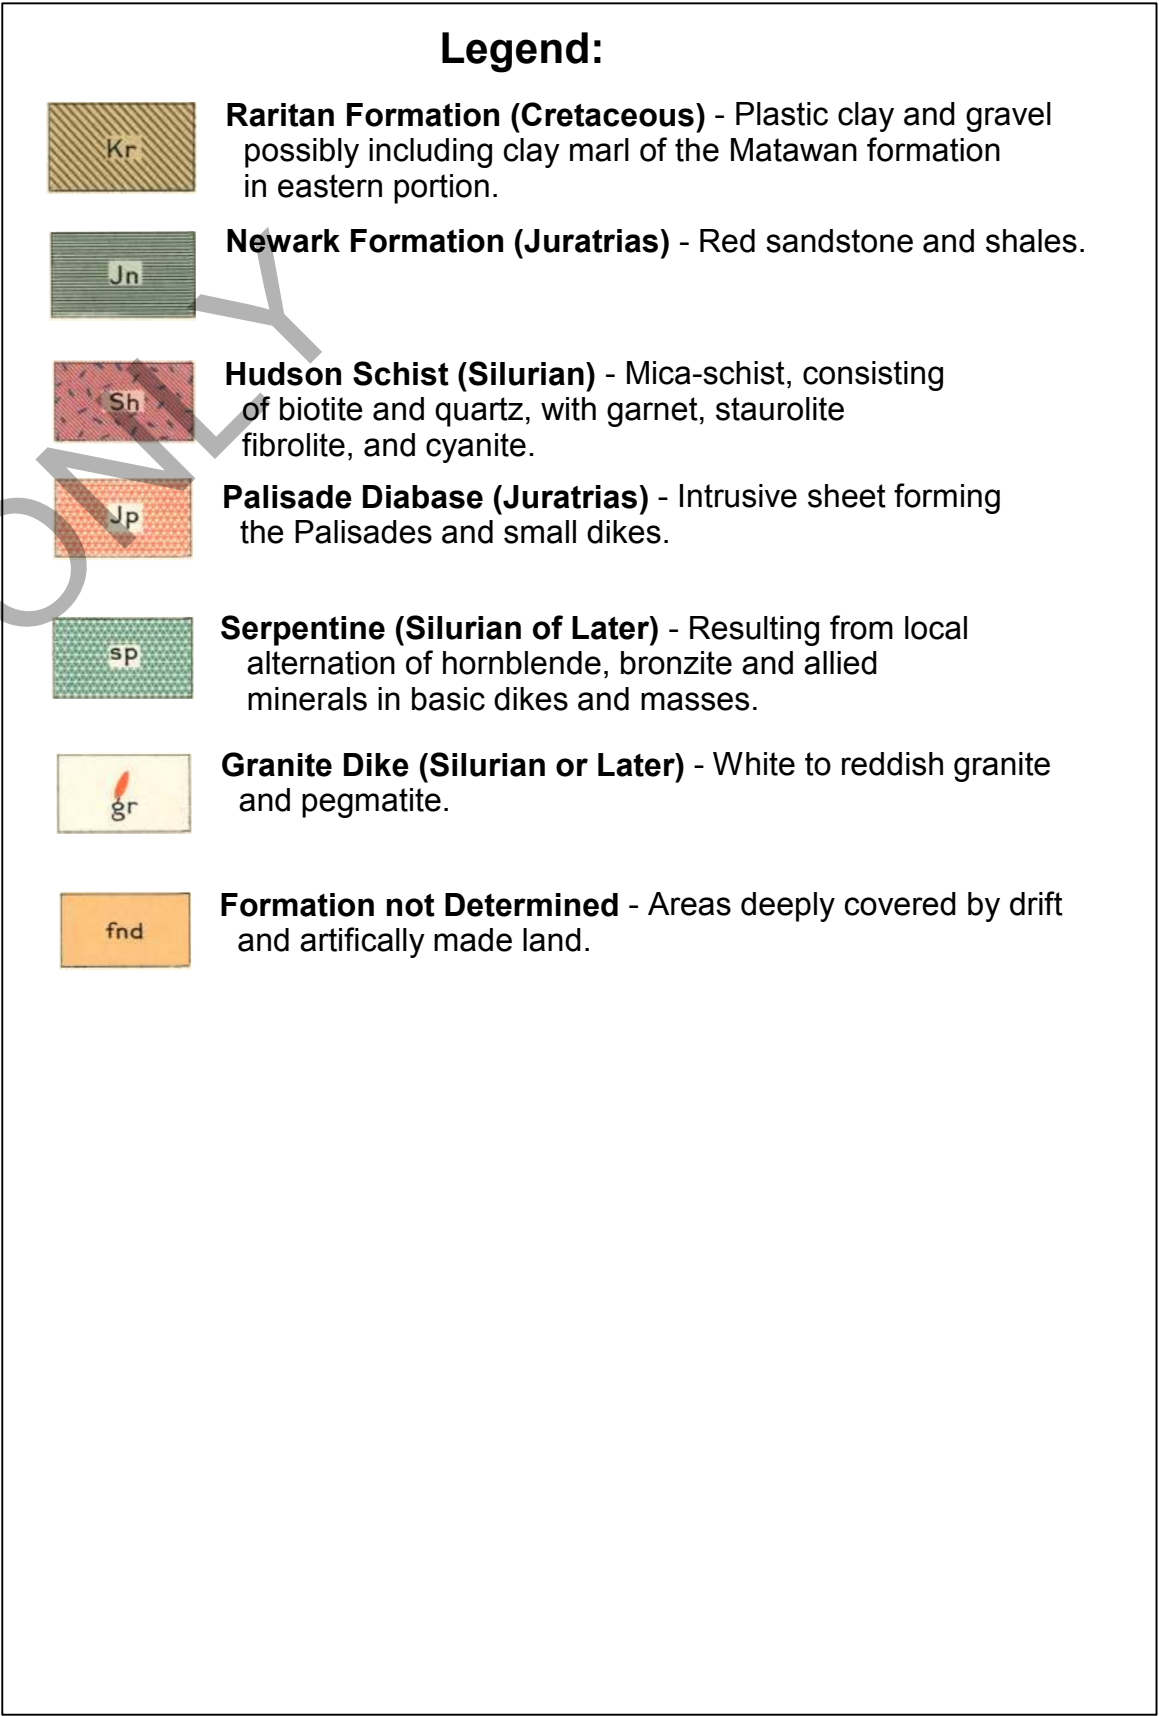 Legend:
Kr
Raritan Formation (Cretaceous) - Plastic clay and gravel
possibly including clay marl of the Matawan formation
in eastern portion.
Jn
Newark Formation (Juratrias) - Red sandstone and shales.
Sh
Hudson Schist (Silurian) - Mica-schist, consisting
of biotite and quartz, with garnet, staurolite
fibrolite, and cyanite.
Jp
Palisade Diabase (Juratrias) - Intrusive sheet forming
the Palisades and small dikes.
sp
Serpentine (Silurian of Later) - Resulting from local
alternation of hornblende, bronzite and allied
minerals in basic dikes and masses.
gr
Granite Dike (Silurian or Later) - White to reddish granite
and pegmatite.
fnd
Formation not Determined - Areas deeply covered by drift
and artifically made land.
ONLY